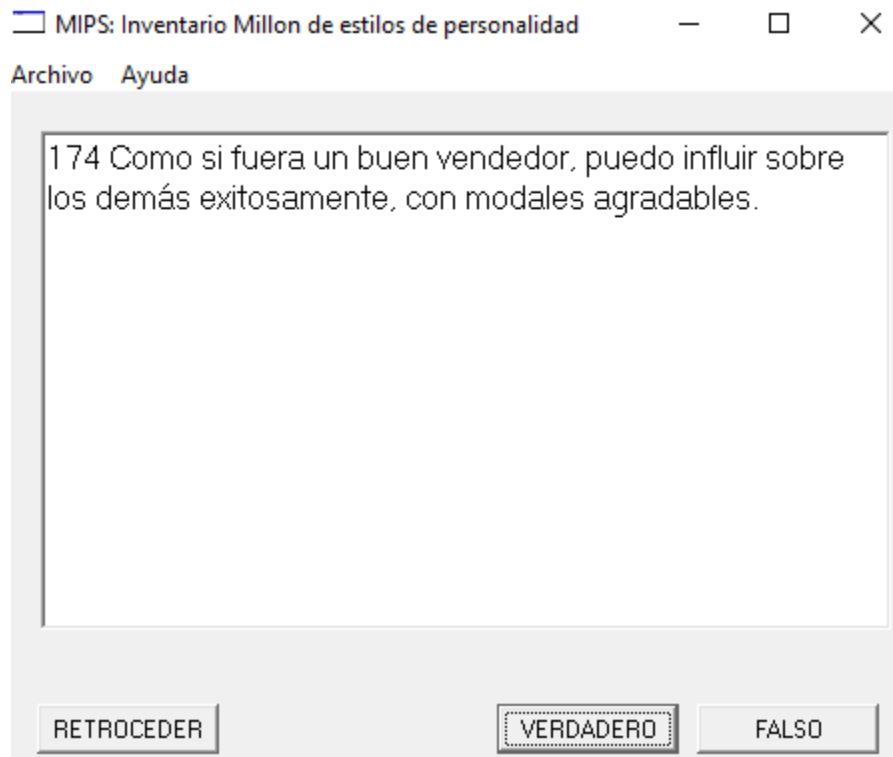 MIPS: Inventario Millon de estilos de personalidad
Archivo Ayuda
174 Como si fuera un buen vendedor, puedo influir sobre
los demás exitosamente, con modales agradables.
RETROCEDER VERDADERO FALSO